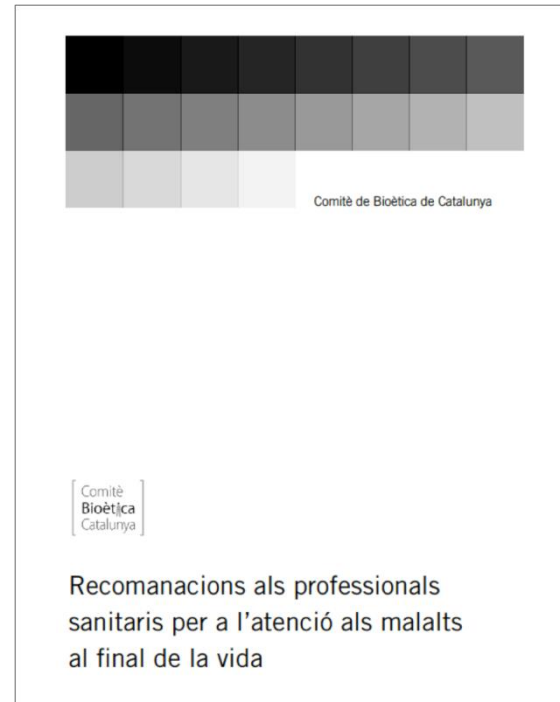 Comitè de Bioètica de Catalunya
Comitè
Bioètica
Catalunya
Recomanacions als professionals
sanitaris per a l'atenció als malalts
al final de la vida